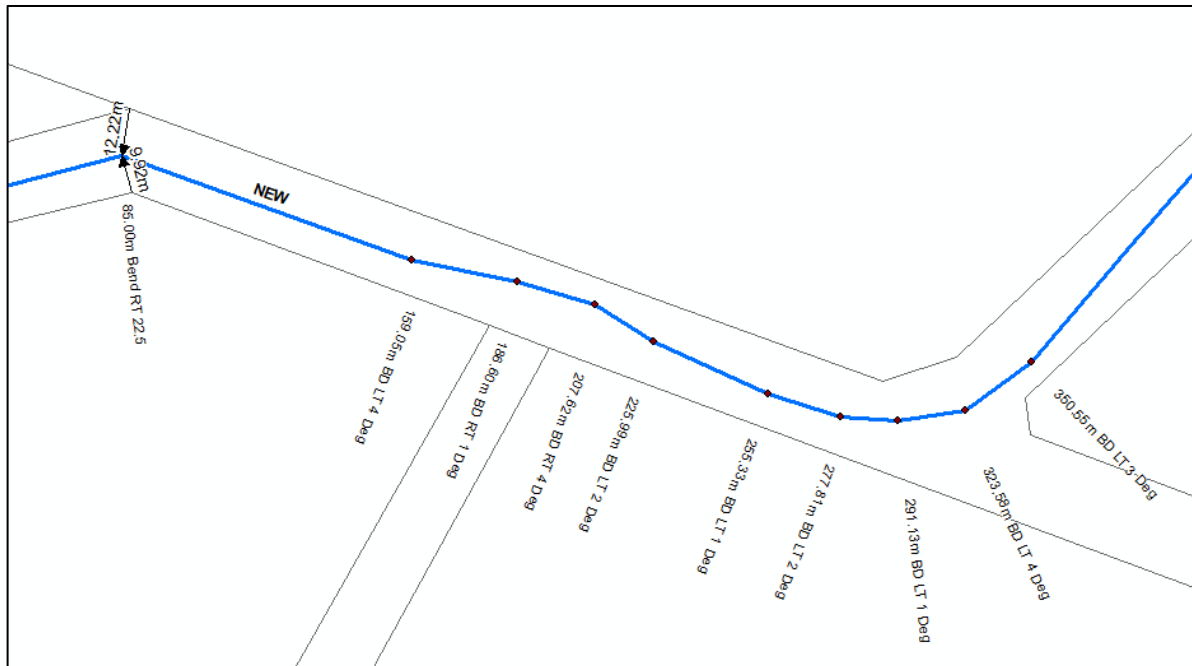 12.22m
9.92m
NEW
85.00m Bend RT 22.5
159.05m BD LT 4 Deg
186.60m BD RT 1 Deg
207.62m BD RT 4 Deg
225.99m BD LT 2 Deg
255.33m BD LT 1 Deg
277.81m BD LT 2 Deg
291.13m BD LT 1 Deg
323.58m BD LT 4 Deg
350.55m BD LT 3-Deg